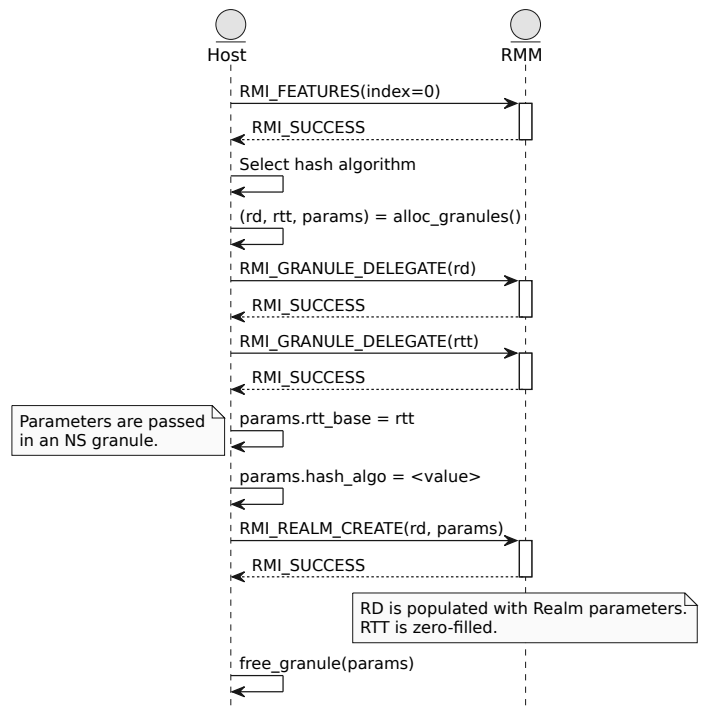 Host
RMM
RMI_FEATURES(index=0)
RMI_SUCCESS
Select hash algorithm
(rd, rtt, params) = alloc_granules()
RMI_GRANULE_DELEGATE(rd)
RMI_SUCCESS
RMI_GRANULE_DELEGATE(rtt)
RMI_SUCCESS
Parameters are passed
in an NS granule.
params.rtt_base = rtt
params.hash_algo = <value>
RMI_REALM_CREATE(rd, params)
RMI_SUCCESS
RD is populated with Realm parameters.
RTT is zero-filled.
free_granule(params)